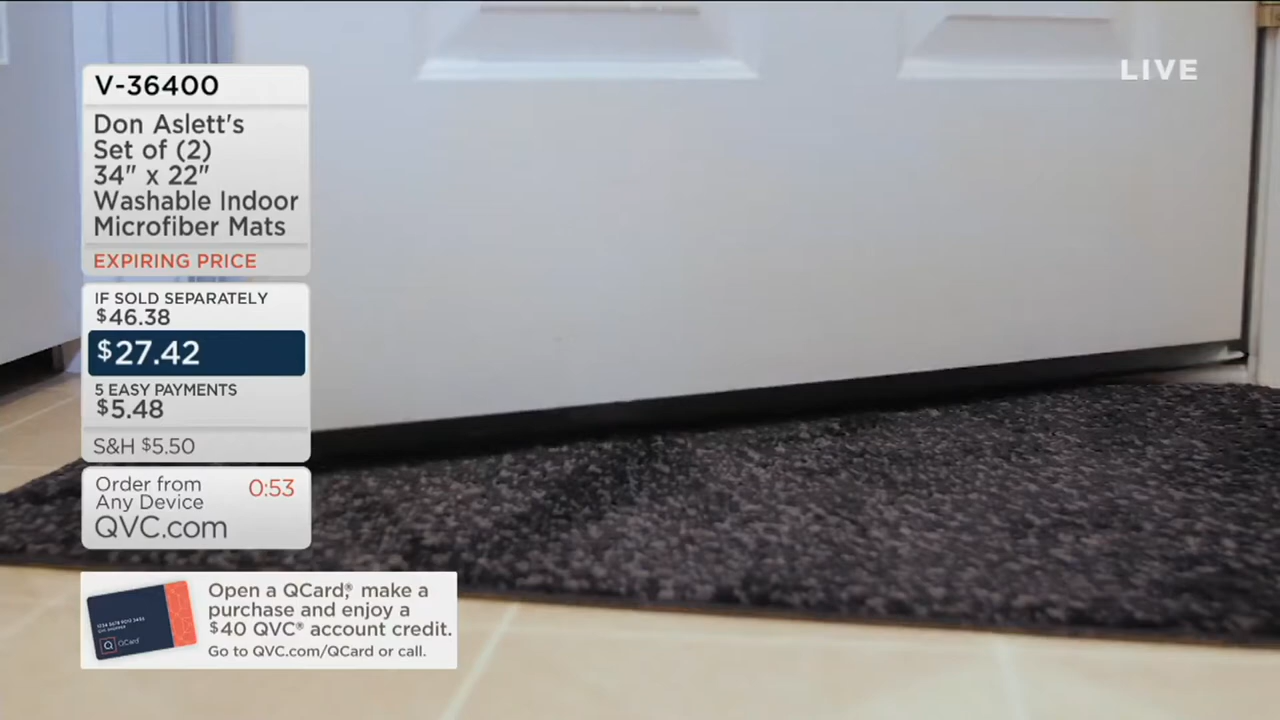 LIVE
V-36400
Don Aslett's
Set of (2)
34" x 22"
Washable Indoor
Microfiber Mats
EXPIRING PRICE
IF SOLD SEPARATELY
$46.38
$27.42
5 EASY PAYMENTS
$5.48
S&H $5.50
Order from
Any Device
0:53
QVC.com
Open a QCard,® make a
purchase and enjoy a
$40 QVC® account credit.
Go to QVC.com/QCard or call.
QCard